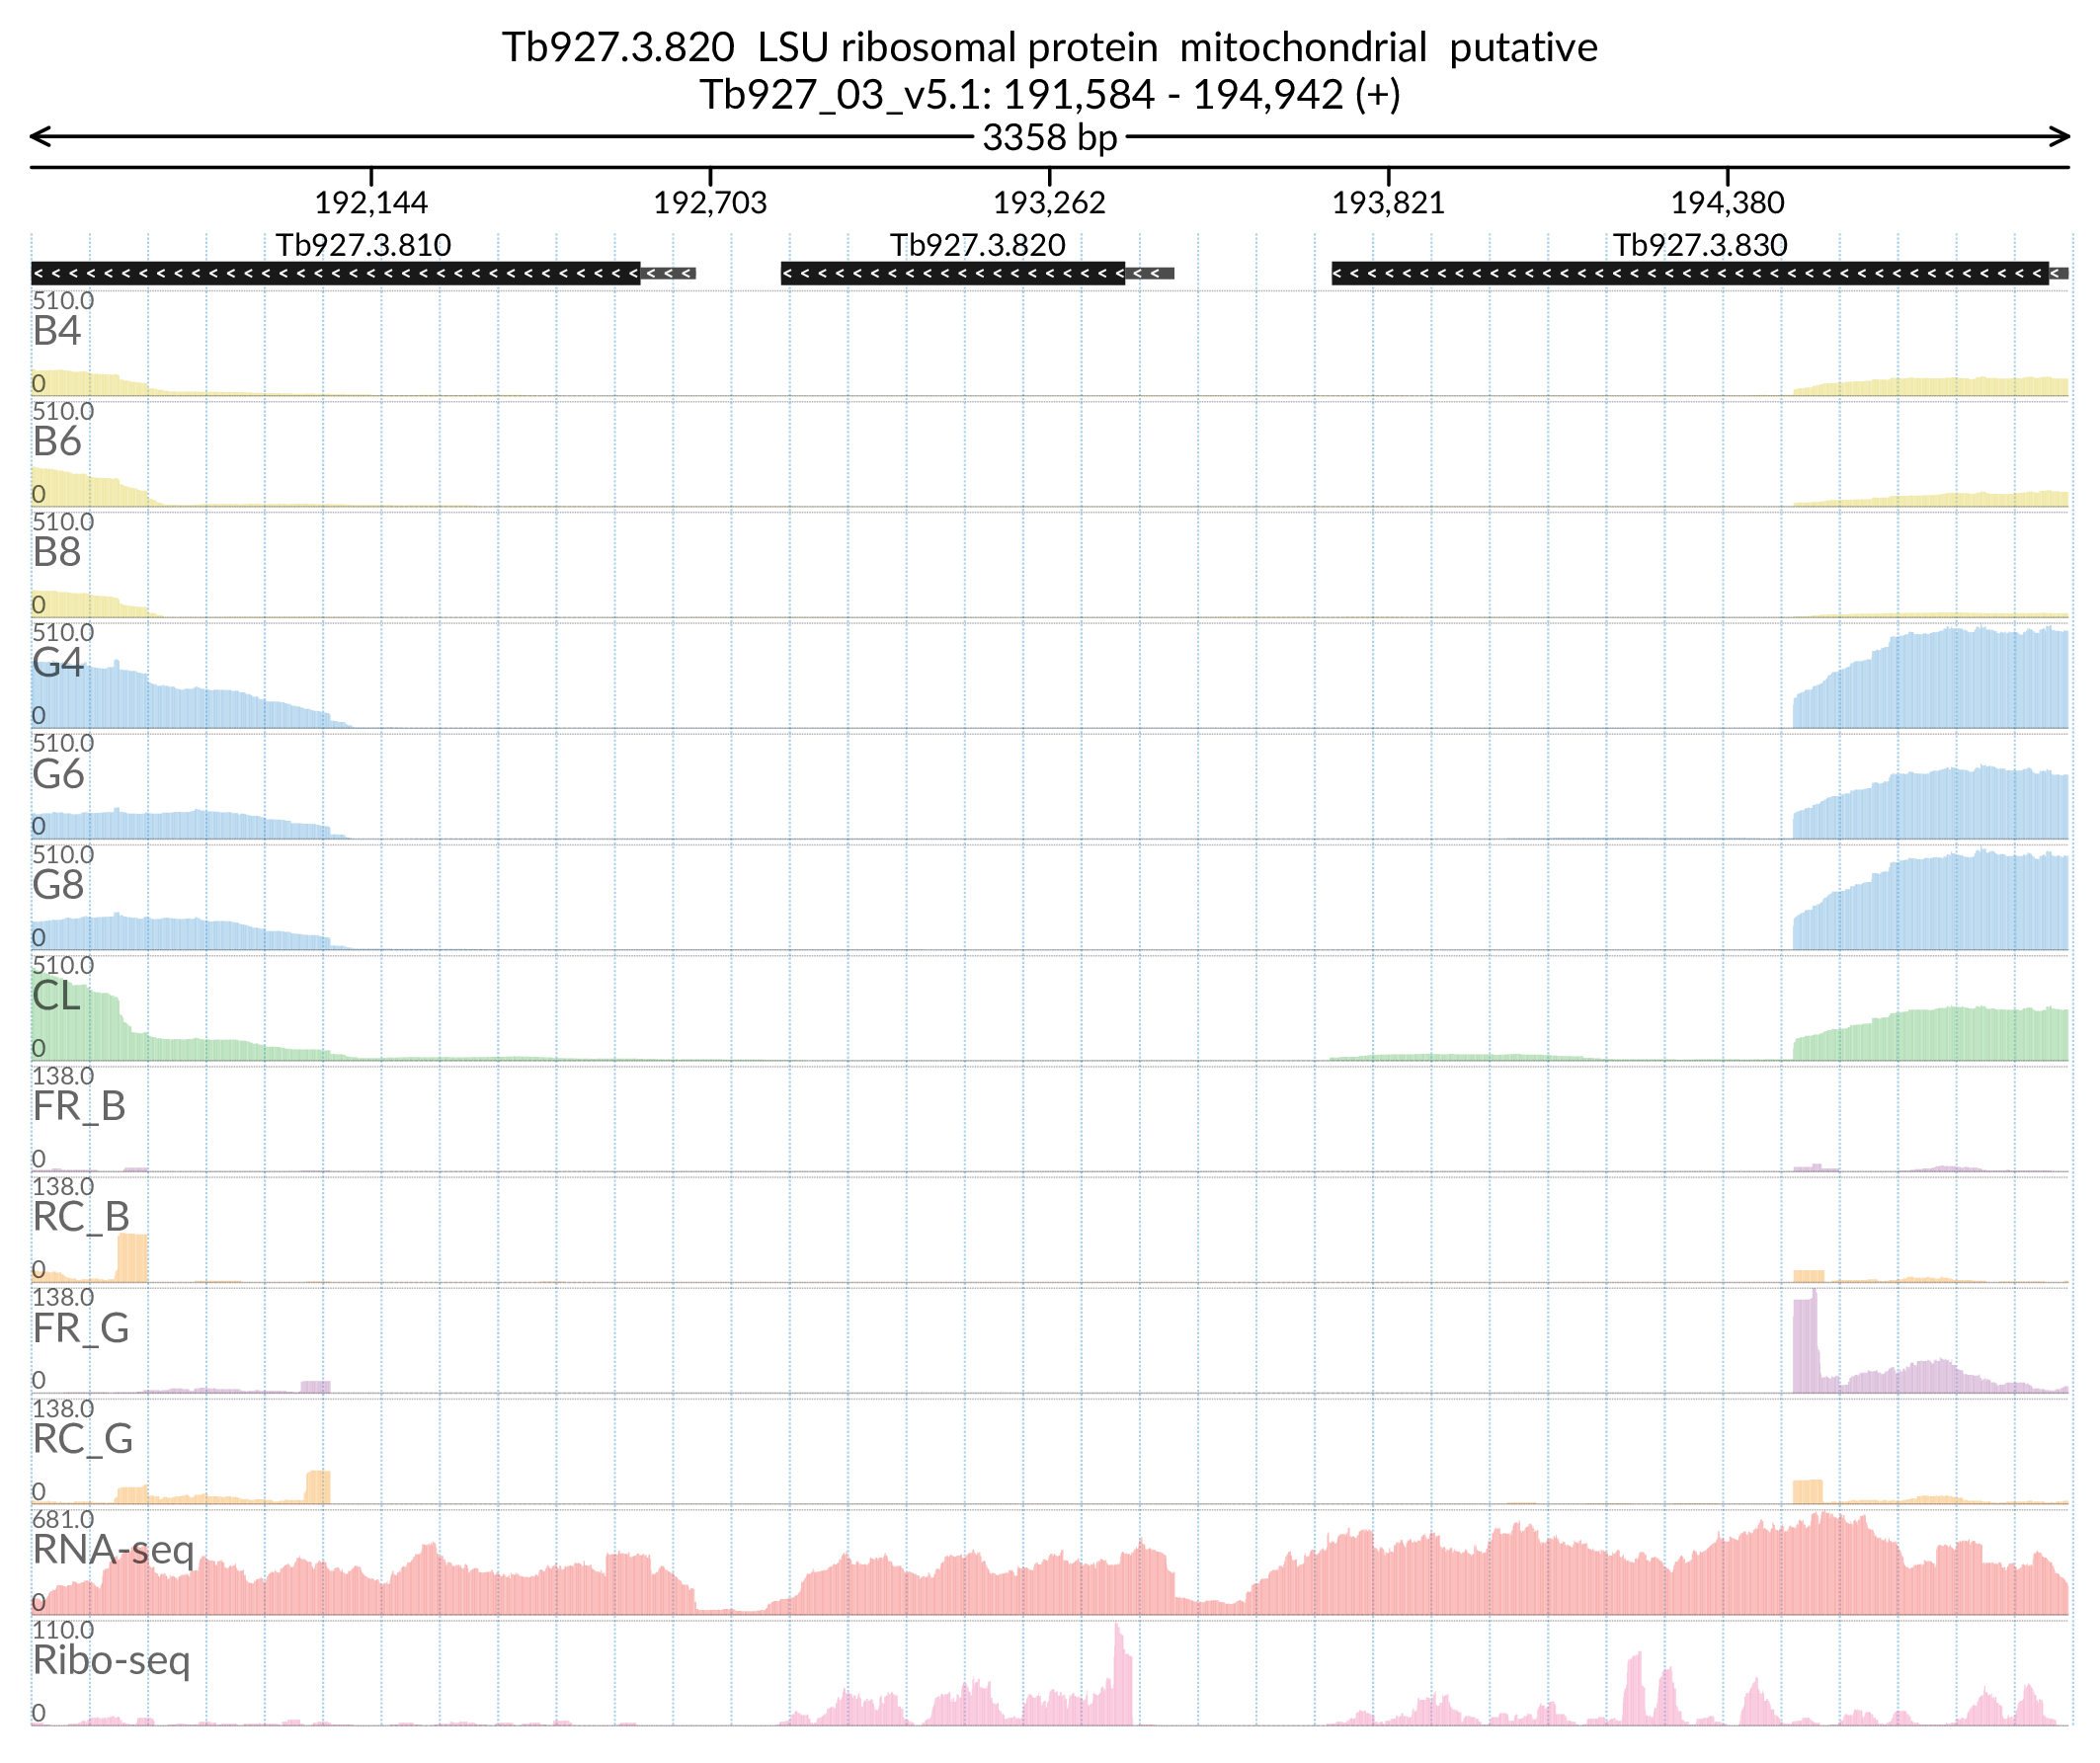 Tb927.3.820  LSU ribosomal protein  mitochondrial  putative
Tb927_03_v5.1: 191,584 - 194,942 (+)
3358 bp
192,144 192,703 193,262 193,821 194,380
Tb927.3.810 Tb927.3.820 Tb927.3.830
510.0
B4
0
510.0
B6
0
510.0
B8
0
510.0
G4
0
510.0
G6
0
510.0
G8
0
510.0
CL
0
138.0
FR_B
0
138.0
RC_B
0
138.0
FR_G
0
138.0
RC_G
0
681.0
RNA-seq
0
110.0
Ribo-seq
0